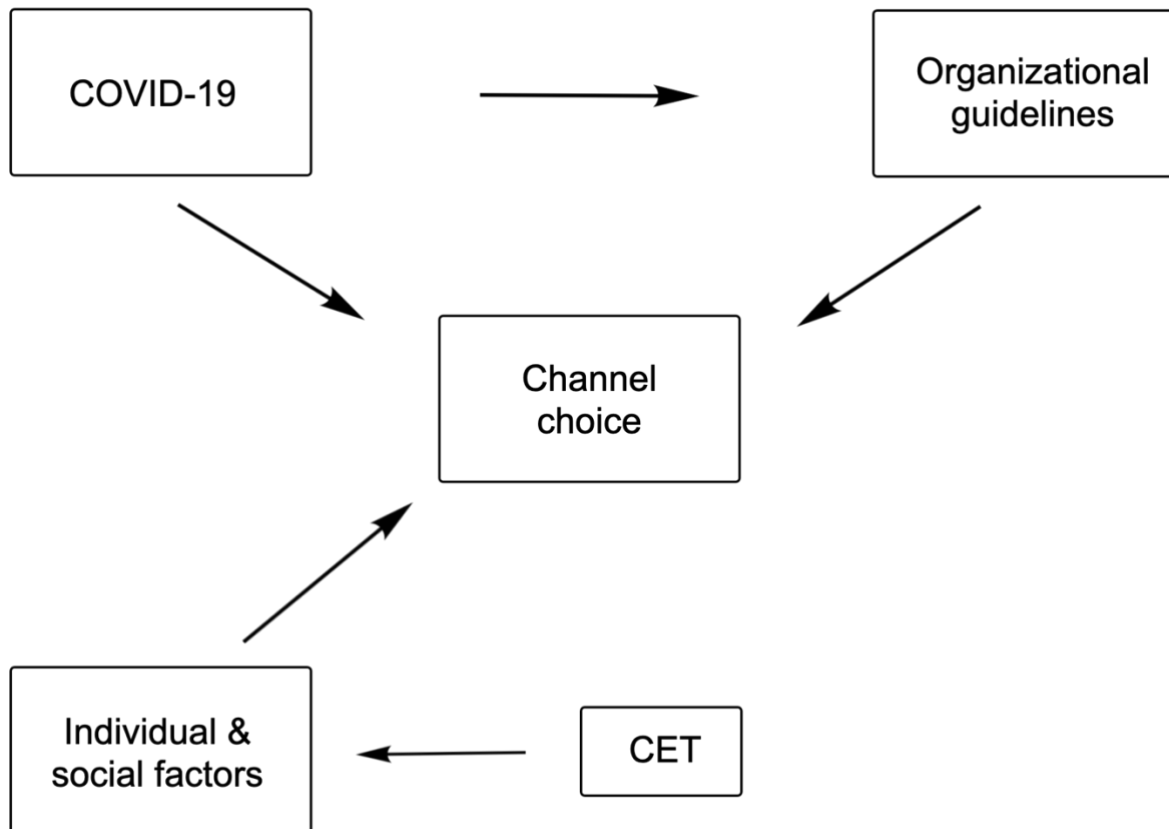 COVID-19
Organizational
guidelines
Channel
choice
Individual &
social factors
CET